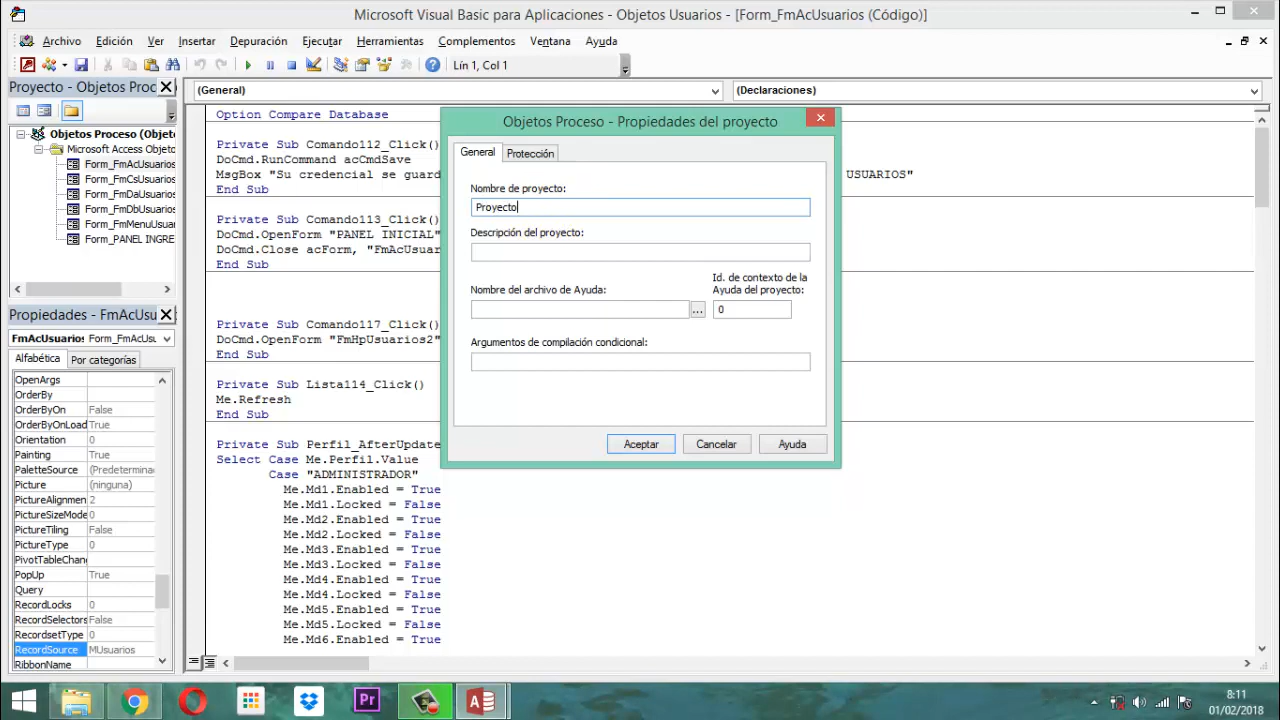 Microsoft Visual Basic para Aplicaciones - Objetos Usuarios - [Form_FmAcUsuarios (Código)]
Archivo Edición Ver Insertar Depuración Ejecutar Herramientas Complementos Ventana Ayuda
Lín 1, Col 1
Proyecto - Objetos Proc
Objetos Proceso (Objeto
Microsoft Access Objeto
Form_FmAcUsuarios
Form_FmCsUsuarios
Form_FmDaUsuarios
Form_FmDbUsuarios
Form_FmMenuUsuar
Form_PANEL INGRE
Propiedades - FmAcUsu
FmAcUsuarios Form_FmAcUsu
Alfabética Por categorías
OpenArgs
OrderBy
OrderByOn False
OrderByOnLoad True
Orientation 0
Painting True
PaletteSource (Predetermina
Picture (ninguna)
PictureAlignmen 2
PictureSizeMode 0
PictureTiling False
PictureType 0
PivotTableChang
PopUp True
Query
RecordLocks 0
RecordSelectors False
RecordsetType 0
RecordSource MUsuarios
RibbonName
(General) (Declaraciones)
Option Compare Database
Private Sub Comando112_Click()
DoCmd.RunCommand acCmdSave
MsgBox "Su credencial se guard USUARIOS"
End Sub
Private Sub Comando113_Click()
DoCmd.OpenForm "PANEL INICIAL"
DoCmd.Close acForm, "FmAcUsuar
End Sub
Private Sub Comando117_Click()
DoCmd.OpenForm "FmHpUsuarios2"
End Sub
Private Sub Lista114_Click()
Me.Refresh
End Sub
Private Sub Perfil_AfterUpdate
Select Case Me.Perfil.Value
Case "ADMINISTRADOR"
Me.Md1.Enabled = True
Me.Md1.Locked = False
Me.Md2.Enabled = True
Me.Md2.Locked = False
Me.Md3.Enabled = True
Me.Md3.Locked = False
Me.Md4.Enabled = True
Me.Md4.Locked = False
Me.Md5.Enabled = True
Me.Md5.Locked = False
Me.Md6.Enabled = True
Objetos Proceso - Propiedades del proyecto
General Protección
Nombre de proyecto:
Proyecto
Descripción del proyecto:
Nombre del archivo de Ayuda:
Id. de contexto de la
Ayuda del proyecto:
... 0
Argumentos de compilación condicional:
Aceptar Cancelar Ayuda
Pr
8:11
01/02/2018